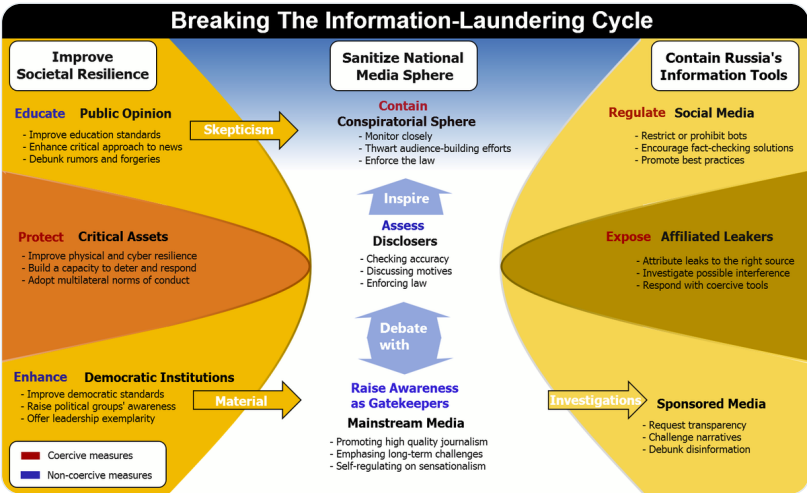 Breaking The Information-Laundering Cycle
Improve
Societal Resilience
Educate Public Opinion
- Improve education standards
- Enhance critical approach to news
- Debunk rumors and forgeries
Skepticism
Protect Critical Assets
- Improve physical and cyber resilience
- Build a capacity to deter and respond
- Adopt multilateral norms of conduct
Enhance Democratic Institutions
- Improve democratic standards
- Raise political groups' awareness
- Offer leadership exemplarity
Material
Coercive measures
Non-coercive measures
Sanitize National
Media Sphere
Contain
Conspiratorial Sphere
- Monitor closely
- Thwart audience-building efforts
- Enforce the law
Inspire
Assess
Disclosers
- Checking accuracy
- Discussing motives
- Enforcing law
Debate
with
Raise Awareness
as Gatekeepers
Mainstream Media
- Promoting high quality journalism
- Emphasing long-term challenges
- Self-regulating on sensationalism
Investigations
Contain Russia's
Information Tools
Regulate Social Media
- Restrict or prohibit bots
- Encourage fact-checking solutions
- Promote best practices
Expose Affiliated Leakers
- Attribute leaks to the right source
- Investigate possible interference
- Respond with coercive tools
Sponsored Media
- Request transparency
- Challenge narratives
- Debunk disinformation